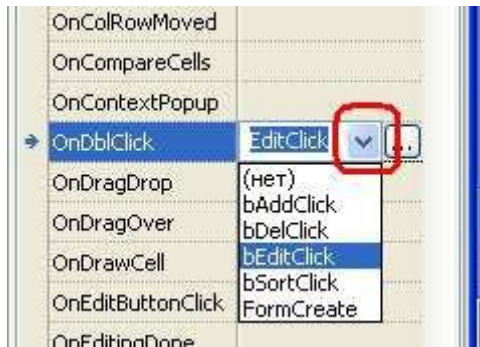 OnColRowMoved
OnCompareCells
OnContextPopup
OnDblClick EditClick ...
OnDragDrop (нет)
bAddClick
OnDragOver bDelClick
OnDrawCell bEditClick
bSortClick
OnEditButtonClick FormCreate
OnEditingDone